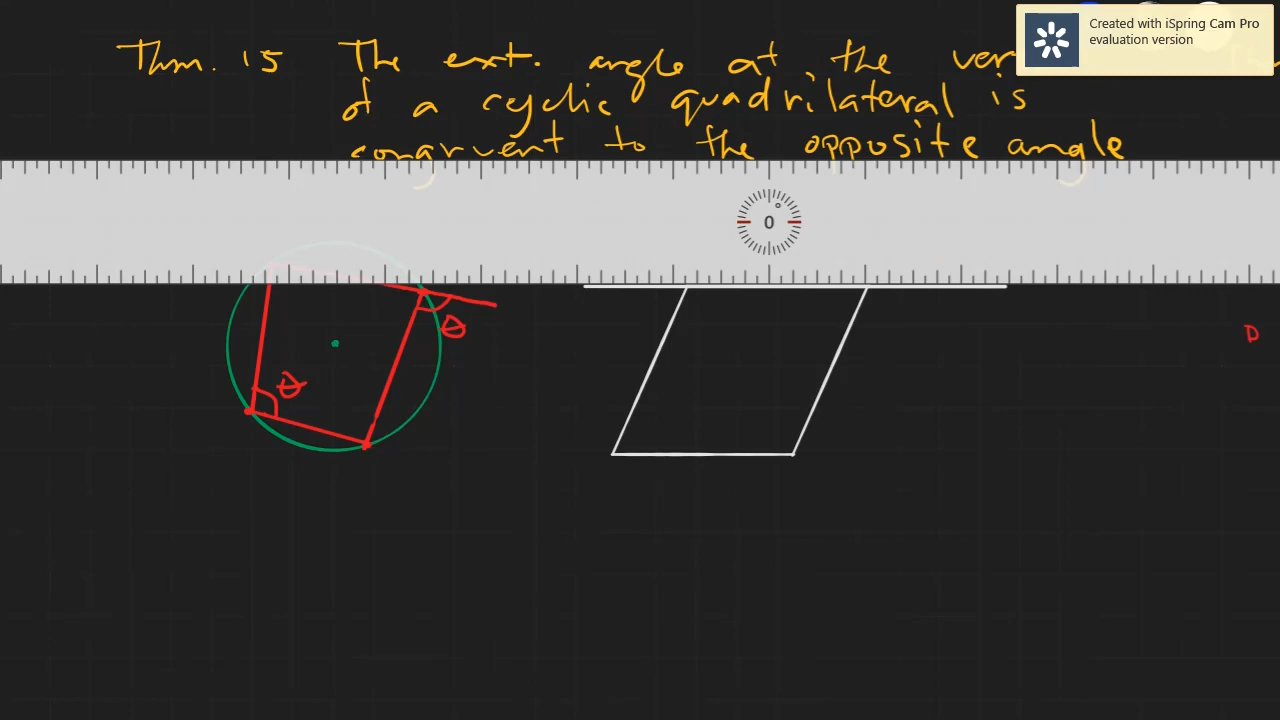 Created with iSpring Cam Pro
evaluation version
Thm. 15 The ext. angle at the
of a cyclic quadrilateral is
congruent to the opposite angle
0
θ
θ
D